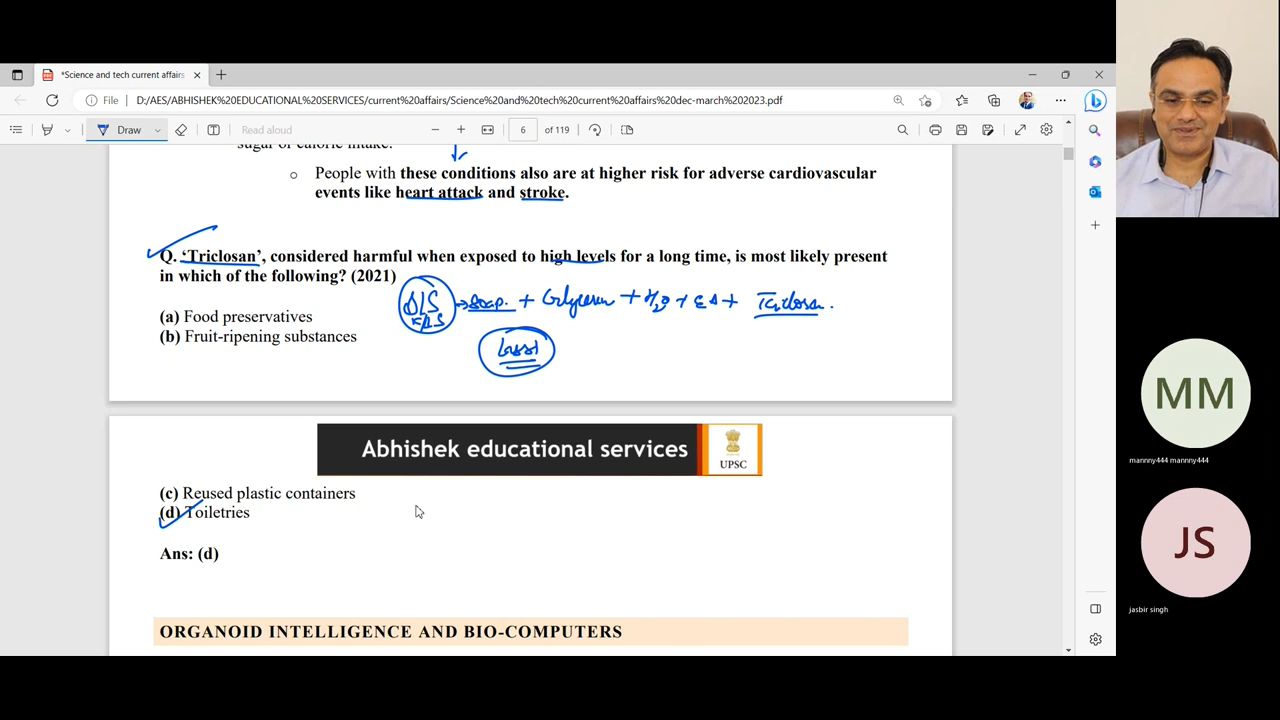 *Science and tech current affairs
File
D:/AES/ABHISHEK%20EDUCATIONAL%20SERVICES/current%20affairs/Science%20and%20tech%20current%20affairs%20dec-march%202023.pdf
Draw
Read aloud
6 of 119
sugar or caloric intake.
o People with these conditions also are at higher risk for adverse cardiovascular
events like heart attack and stroke.
Q. ‘Triclosan’, considered harmful when exposed to high levels for a long time, is most likely present
in which of the following? (2021)
soap. + Glycerin + H2O + + Triclosan.
(a) Food preservatives
(b) Fruit-ripening substances
Abhishek educational services
UPSC
(c) Reused plastic containers
(d) Toiletries
Ans: (d)
ORGANOID INTELLIGENCE AND BIO-COMPUTERS
MM
mannny444 mannny444
JS
jasbir singh